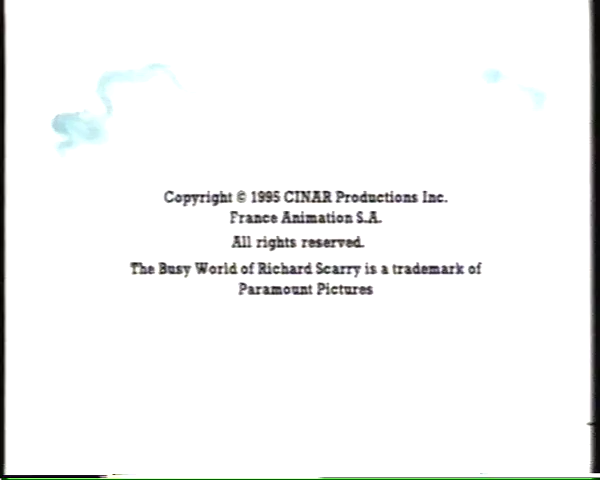 Copyright © 1995 CINAR Productions Inc.
France Animation S.A.
All rights reserved.
The Busy World of Richard Scarry is a trademark of
Paramount Pictures